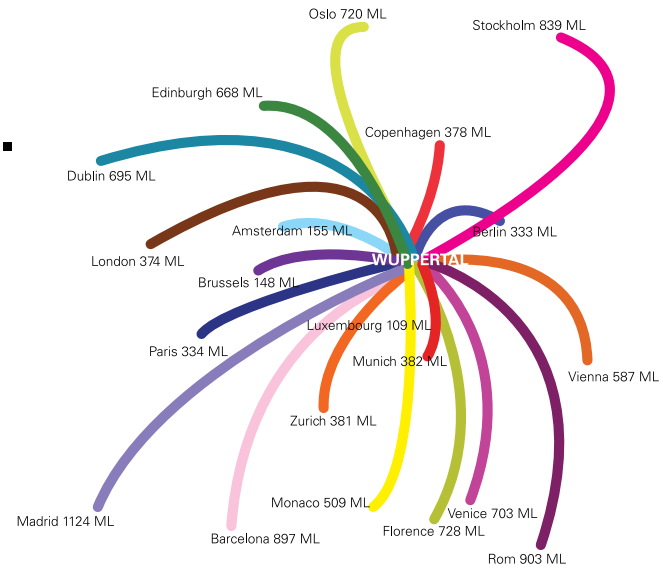 Oslo 720 ML
Stockholm 839 ML
Edinburgh 668 ML
Copenhagen 378 ML
Dublin 695 ML
Amsterdam 155 ML
Berlin 333 ML
London 374 ML
WUPPERTAL
Brussels 148 ML
Luxembourg 109 ML
Paris 334 ML
Munich 382 ML
Vienna 587 ML
Zurich 381 ML
Monaco 509 ML
Venice 703 ML
Madrid 1124 ML
Florence 728 ML
Barcelona 897 ML
Rom 903 ML